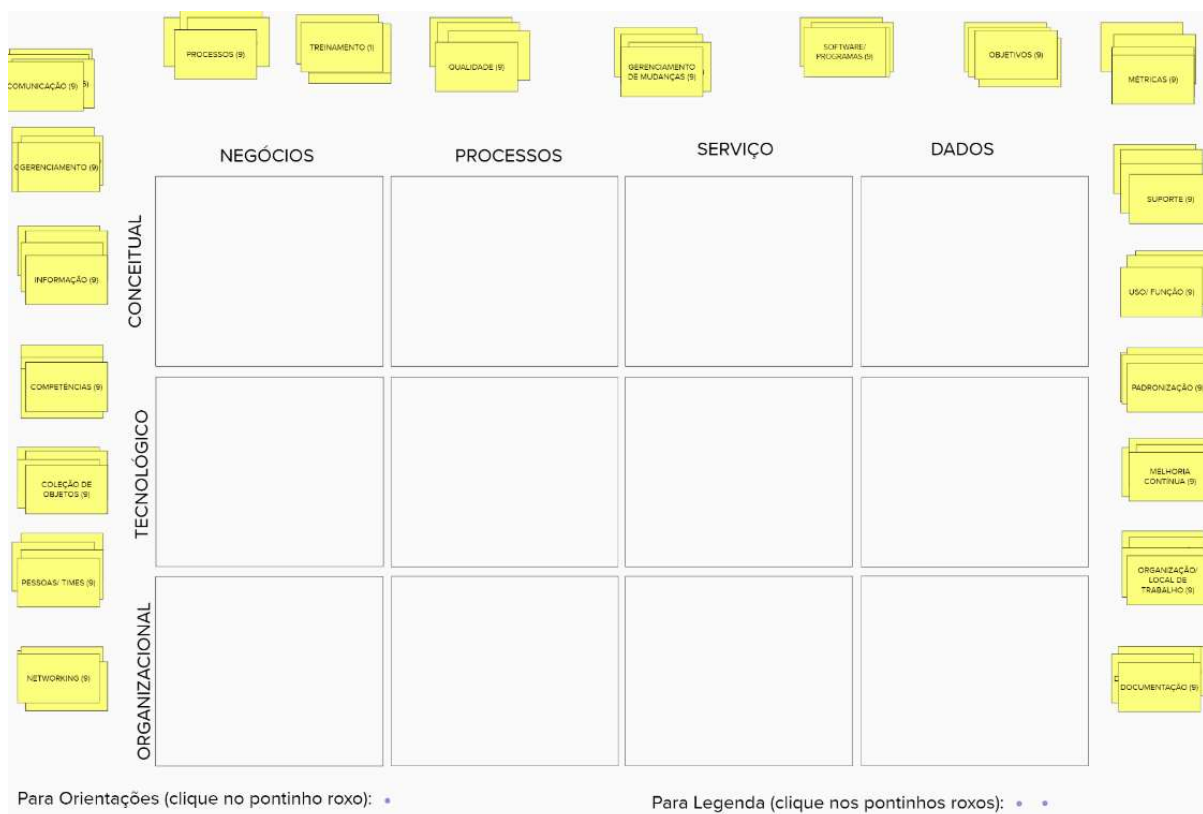 PROCESSOS (9)
TREINAMENTO (1)
QUALIDADE (9)
GERENCIAMENTO
DE MUDANÇAS (9)
SOFTWARE/
PROGRAMAS (9)
OBJETIVOS (9)
MÉTRICAS (9)
COMUNICAÇÃO (9)
GERENCIAMENTO (9)
INFORMAÇÃO (9)
COMPETÊNCIAS (9)
COLEÇÃO DE
OBJETOS (9)
PESSOAS/ TIMES (9)
NETWORKING (9)
NEGÓCIOS
PROCESSOS
SERVIÇO
DADOS
CONCEITUAL
TECNOLÓGICO
ORGANIZACIONAL
SUPORTE (9)
USO/ FUNÇÃO (9)
PADRONIZAÇÃO (9)
MELHORIA
CONTÍNUA (9)
ORGANIZAÇÃO/
LOCAL DE
TRABALHO (9)
DOCUMENTAÇÃO (9)
Para Orientações (clique no pontinho roxo):
Para Legenda (clique nos pontinhos roxos):